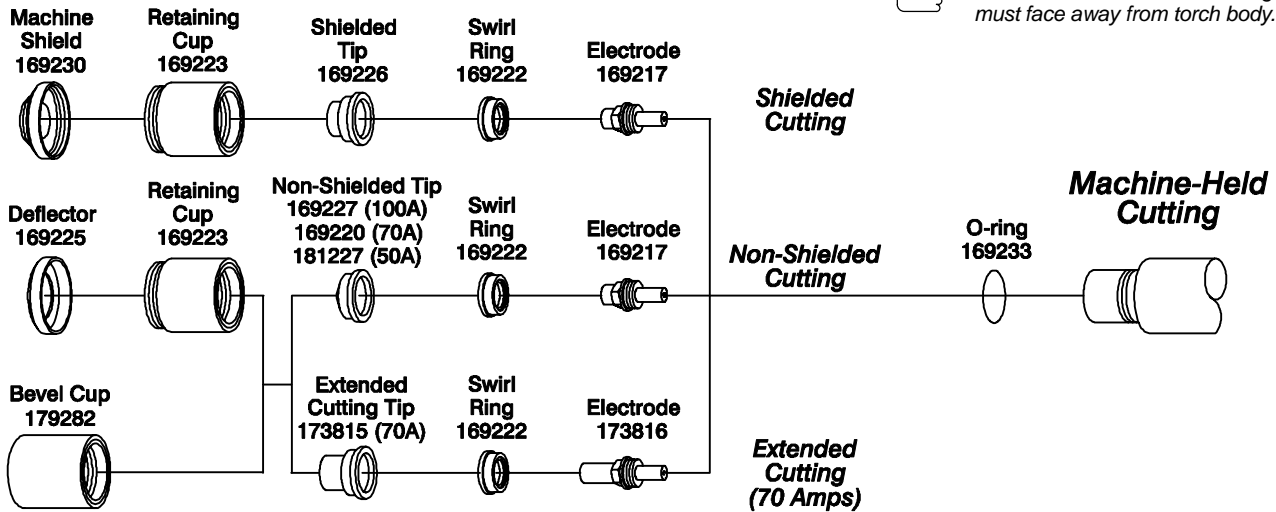 must face away from torch body.
Machine
Shield
169230
Retaining
Cup
169223
Shielded
Tip
169226
Swirl
Ring
169222
Electrode
169217
Shielded
Cutting
Deflector
169225
Retaining
Cup
169223
Non-Shielded Tip
169227 (100A)
169220 (70A)
181227 (50A)
Swirl
Ring
169222
Electrode
169217
Non-Shielded
Cutting
O-ring
169233
Machine-Held
Cutting
Bevel Cup
179282
Extended
Cutting Tip
173815 (70A)
Swirl
Ring
169222
Electrode
173816
Extended
Cutting
(70 Amps)